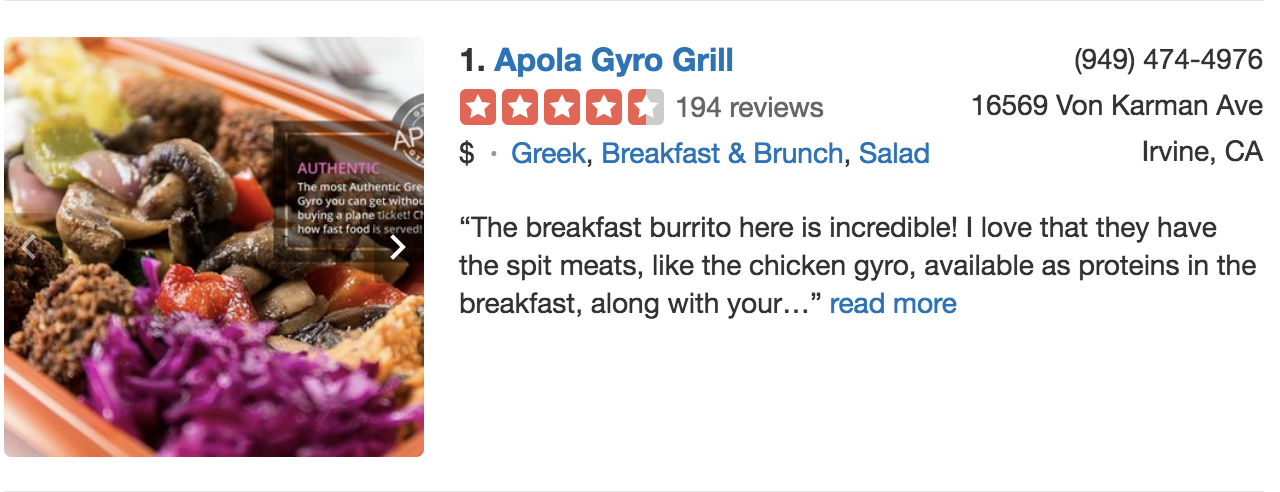 1. Apola Gyro Grill
194 reviews
$ · Greek, Breakfast & Brunch, Salad
(949) 474-4976
16569 Von Karman Ave
Irvine, CA
“The breakfast burrito here is incredible! I love that they have
the spit meats, like the chicken gyro, available as proteins in the
breakfast, along with your…” read more
AP
AUTHENTIC
The most Authentic Gre
Gyro you can get withou
buying a plane ticket! Ch
how fast food is served!